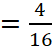 = 4/16